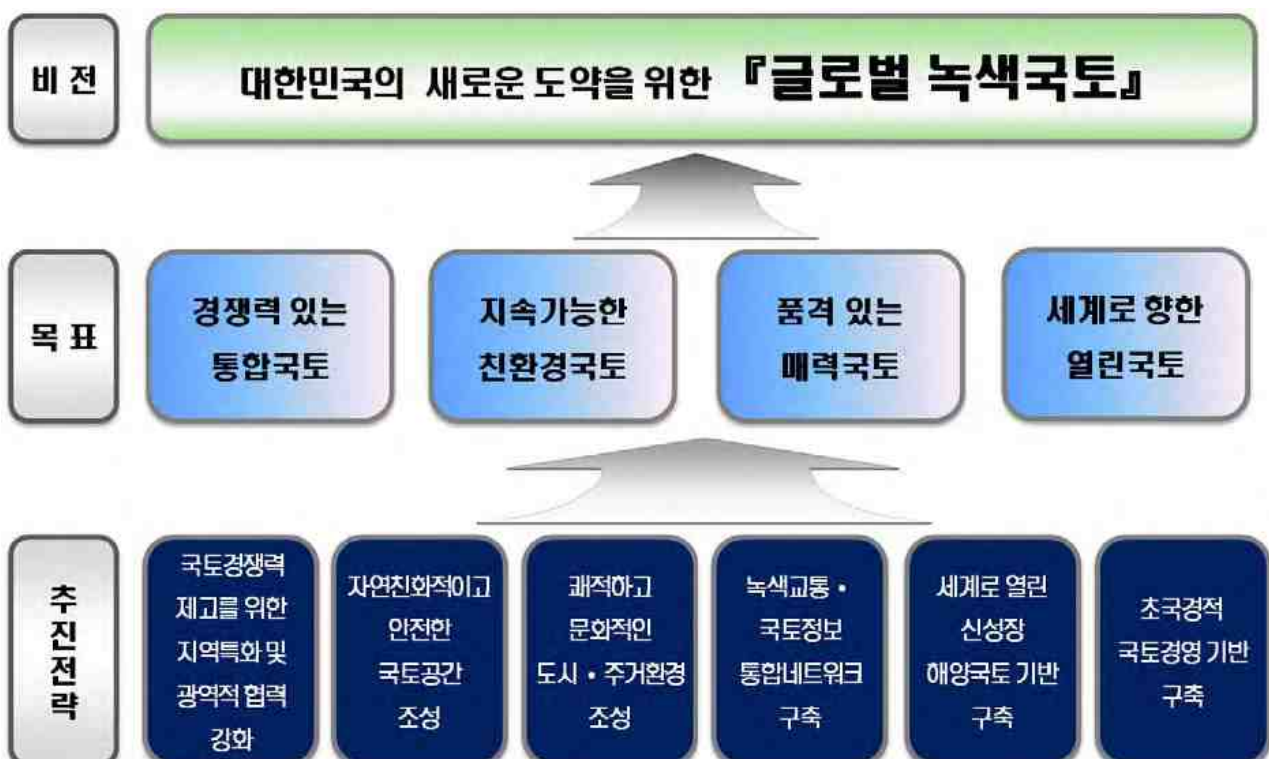 비 전
대한민국의 새로운 도약을 위한 『글로벌 녹색국토』
목 표
경쟁력 있는
통합국토
지속가능한
친환경국토
품격 있는
매력국토
세계로 향한
열린국토
추진전략
국토경쟁력
제고를 위한
지역특화 및
광역적 협력
강화
자연친화적이고
안전한
국토공간
조성
쾌적하고
문화적인
도시 • 주거환경
조성
녹색교통 •
국토정보
통합네트워크
구축
세계로 열린
신성장
해양국토 기반
구축
초국경적
국토경영 기반
구축